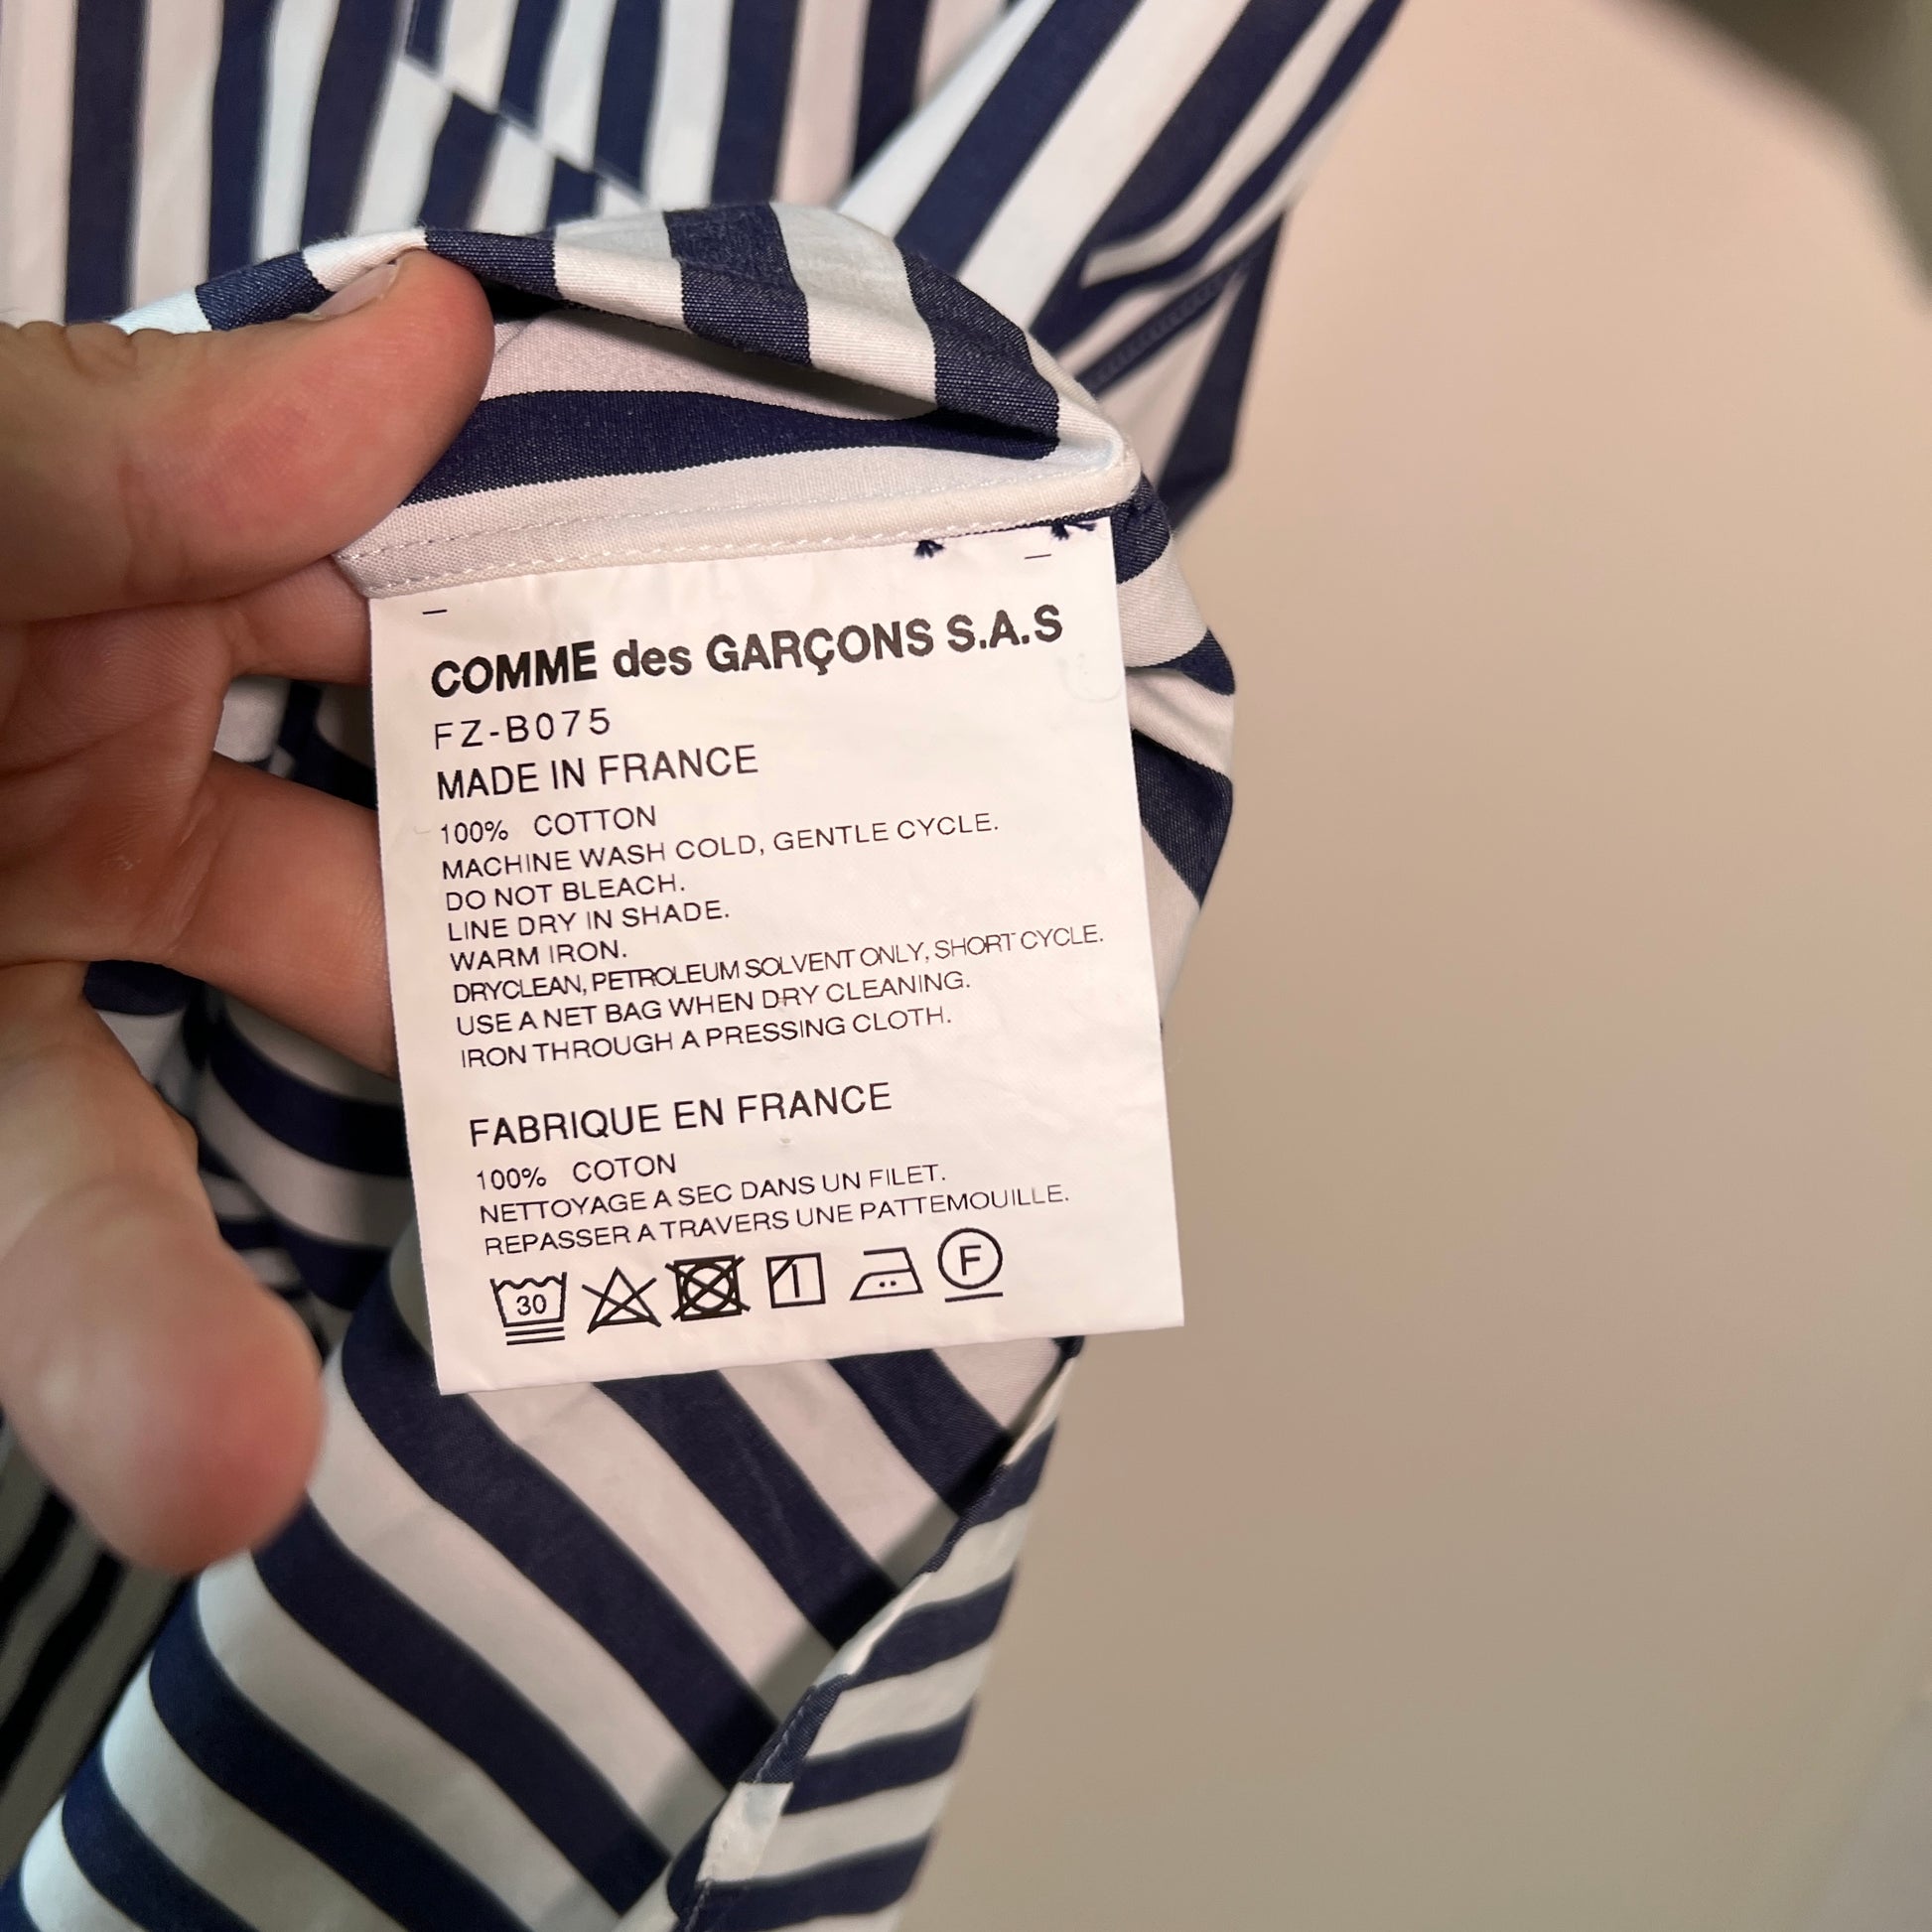 COMME des GARÇONS S.A.S
FZ-B075
MADE IN FRANCE
100% COTTON
MACHINE WASH COLD, GENTLE CYCLE.
DO NOT BLEACH.
LINE DRY IN SHADE.
WARM IRON.
DRYCLEAN, PETROLEUM SOLVENT ONLY, SHORT CYCLE.
USE A NET BAG WHEN DRY CLEANING.
IRON THROUGH A PRESSING CLOTH.
FABRIQUE EN FRANCE
100% COTON
NETTOYAGE A SEC DANS UN FILET.
REPASSER A TRAVERS UNE PATTEMOUILLE.
30 F